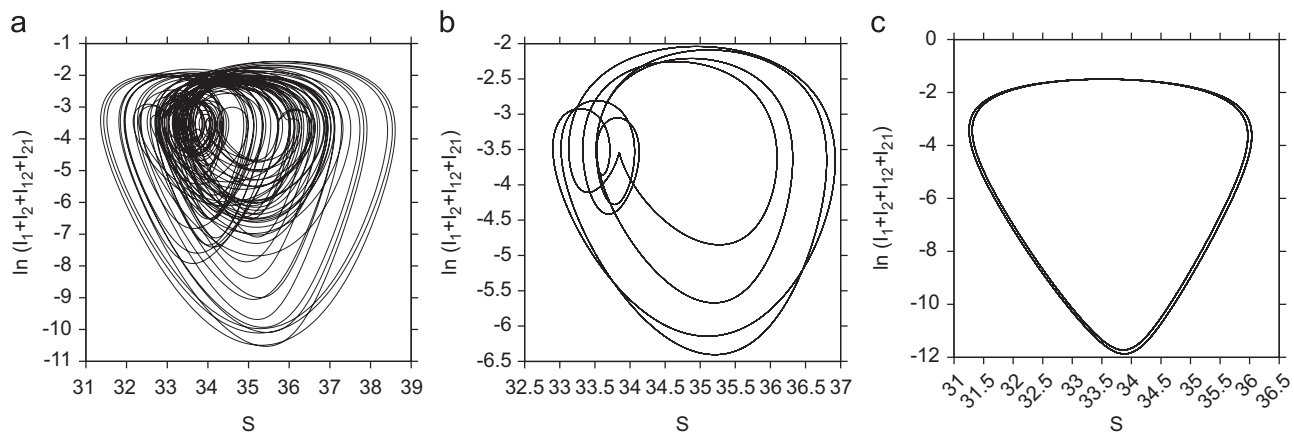 a
-1
-2
-3
-4
-5
-6
-7
-8
-9
-10
-11
31 32 33 34 35 36 37 38 39
S
ln (I1+I2+I12+I21)
b
-2
-2.5
-3
-3.5
-4
-4.5
-5
-5.5
-6
-6.5
32.5 33 33.5 34 34.5 35 35.5 36 36.5 37
S
ln (I1+I2+I12+I21)
c
0
-2
-4
-6
-8
-10
-12
31 31.5 32 32.5 33 33.5 34 34.5 35 35.5 36 36.5
S
ln (I1+I2+I12+I21)